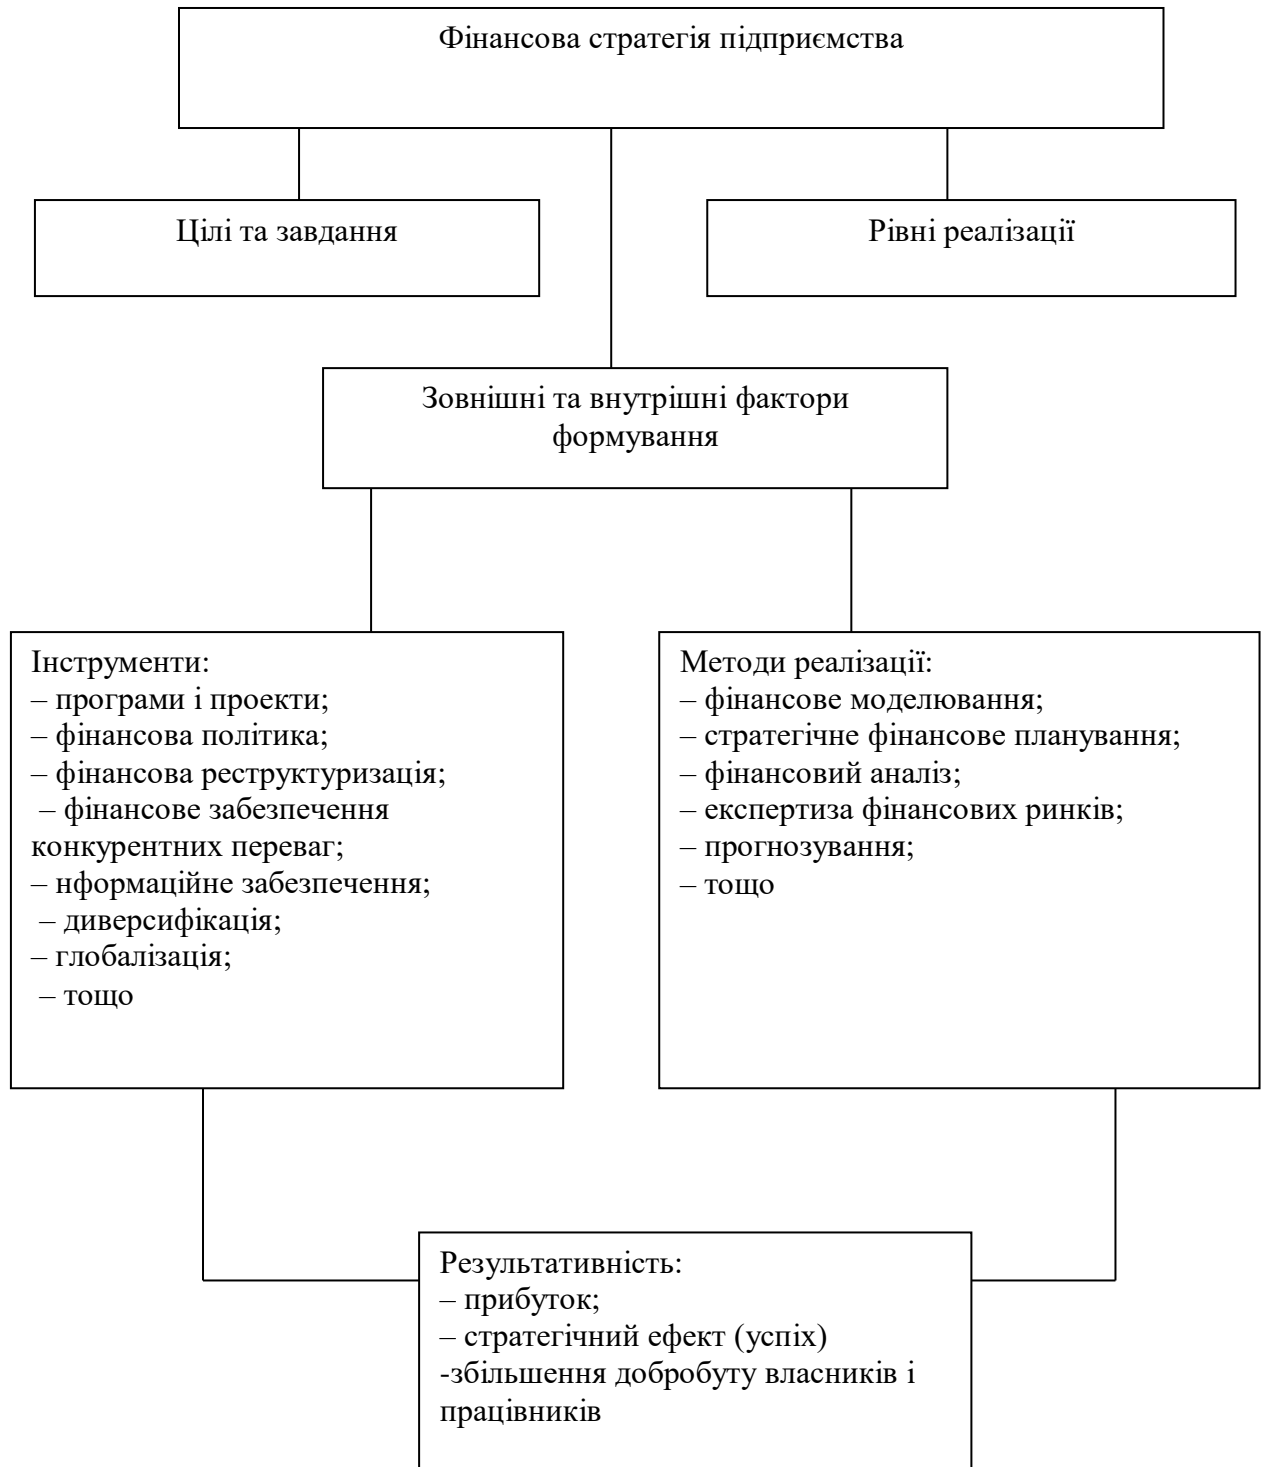 Фінансова стратегія підприємства
Цілі та завдання
Рівні реалізації
Зовнішні та внутрішні фактори
формування
Інструменти:
– програми і проекти;
– фінансова політика;
– фінансова реструктуризація;
– фінансове забезпечення
конкурентних переваг;
– нформаційне забезпечення;
– диверсифікація;
– глобалізація;
– тощо
Методи реалізації:
– фінансове моделювання;
– стратегічне фінансове планування;
– фінансовий аналіз;
– експертиза фінансових ринків;
– прогнозування;
– тощо
Результативність:
– прибуток;
– стратегічний ефект (успіх)
-збільшення добробуту власників і
працівників